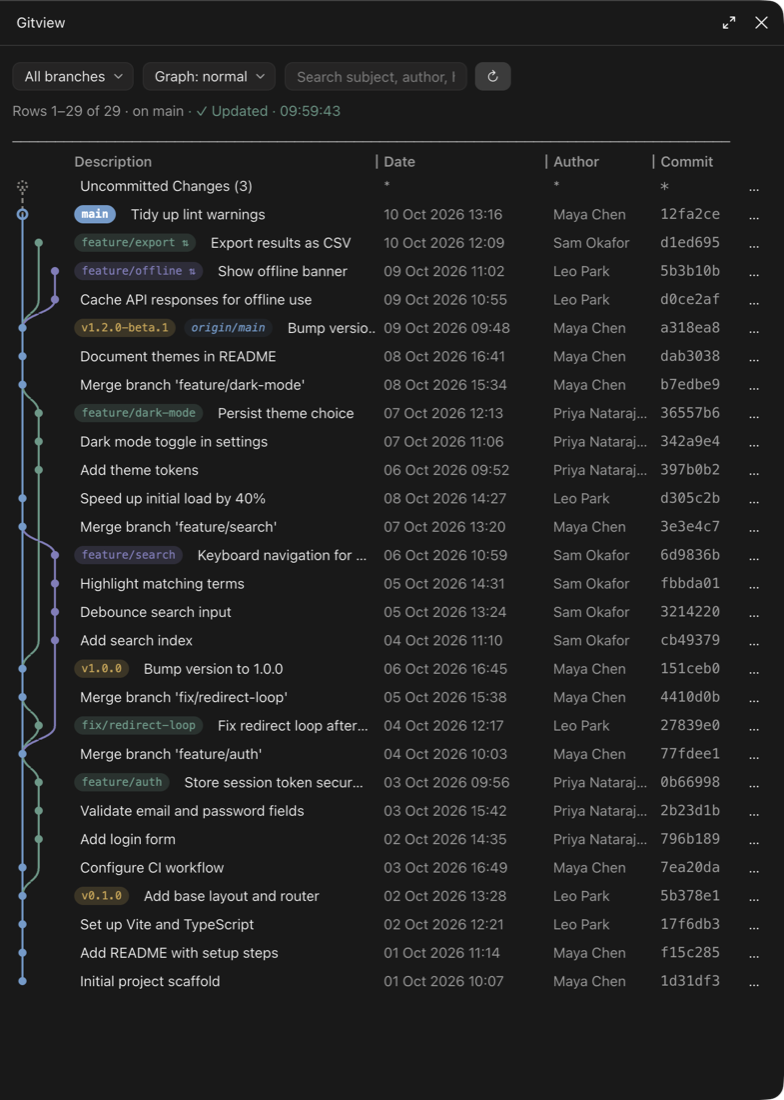 Gitview
All branches Graph: normal Search subject, author, h
Rows 1–29 of 29 · on main · ✓ Updated · 09:59:43
Description | Date | Author | Commit
Uncommitted Changes (3) * * * ...
main Tidy up lint warnings 10 Oct 2026 13:16 Maya Chen 12fa2ce ...
feature/export ⇅ Export results as CSV 10 Oct 2026 12:09 Sam Okafor d1ed695 ...
feature/offline ⇅ Show offline banner 09 Oct 2026 11:02 Leo Park 5b3b10b ...
Cache API responses for offline use 09 Oct 2026 10:55 Leo Park d0ce2af ...
v1.2.0-beta.1 origin/main Bump versio.. 09 Oct 2026 09:48 Maya Chen a318ea8 ...
Document themes in README 08 Oct 2026 16:41 Maya Chen dab3038 ...
Merge branch 'feature/dark-mode' 08 Oct 2026 15:34 Maya Chen b7edbe9 ...
feature/dark-mode Persist theme choice 07 Oct 2026 12:13 Priya Nataraj... 36557b6 ...
Dark mode toggle in settings 07 Oct 2026 11:06 Priya Nataraj... 342a9e4 ...
Add theme tokens 06 Oct 2026 09:52 Priya Nataraj... 397b0b2 ...
Speed up initial load by 40% 08 Oct 2026 14:27 Leo Park d305c2b ...
Merge branch 'feature/search' 07 Oct 2026 13:20 Maya Chen 3e3e4c7 ...
feature/search Keyboard navigation for ... 06 Oct 2026 10:59 Sam Okafor 6d9836b ...
Highlight matching terms 05 Oct 2026 14:31 Sam Okafor fbbda01 ...
Debounce search input 05 Oct 2026 13:24 Sam Okafor 3214220 ...
Add search index 04 Oct 2026 11:10 Sam Okafor cb49379 ...
v1.0.0 Bump version to 1.0.0 06 Oct 2026 16:45 Maya Chen 151ceb0 ...
Merge branch 'fix/redirect-loop' 05 Oct 2026 15:38 Maya Chen 4410d0b ...
fix/redirect-loop Fix redirect loop after... 04 Oct 2026 12:17 Leo Park 27839e0 ...
Merge branch 'feature/auth' 04 Oct 2026 10:03 Maya Chen 77fdee1 ...
feature/auth Store session token secur... 03 Oct 2026 09:56 Priya Nataraj... 0b66998 ...
Validate email and password fields 03 Oct 2026 15:42 Priya Nataraj... 2b23d1b ...
Add login form 02 Oct 2026 14:35 Priya Nataraj... 796b189 ...
Configure CI workflow 03 Oct 2026 16:49 Maya Chen 7ea20da ...
v0.1.0 Add base layout and router 02 Oct 2026 13:28 Leo Park 5b378e1 ...
Set up Vite and TypeScript 02 Oct 2026 12:21 Leo Park 17f6db3 ...
Add README with setup steps 01 Oct 2026 11:14 Maya Chen f15c285 ...
Initial project scaffold 01 Oct 2026 10:07 Maya Chen 1d31df3 ...